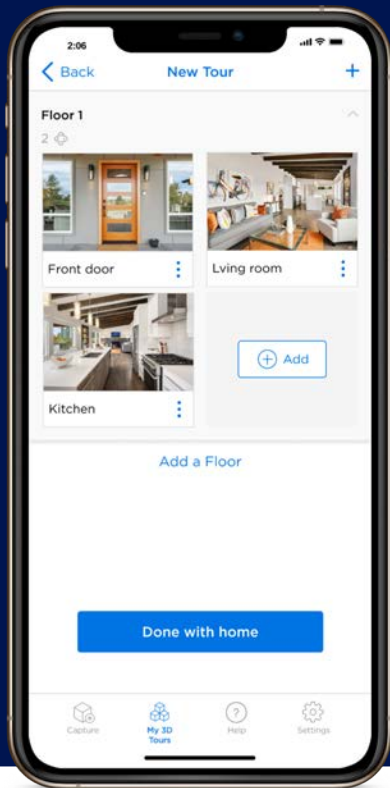 2:06
Back
New Tour
+
Floor 1
2
Front door
Lving room
Kitchen
Add
Add a Floor
Done with home
Capture
My 3D
Tours
?
Help
Settings